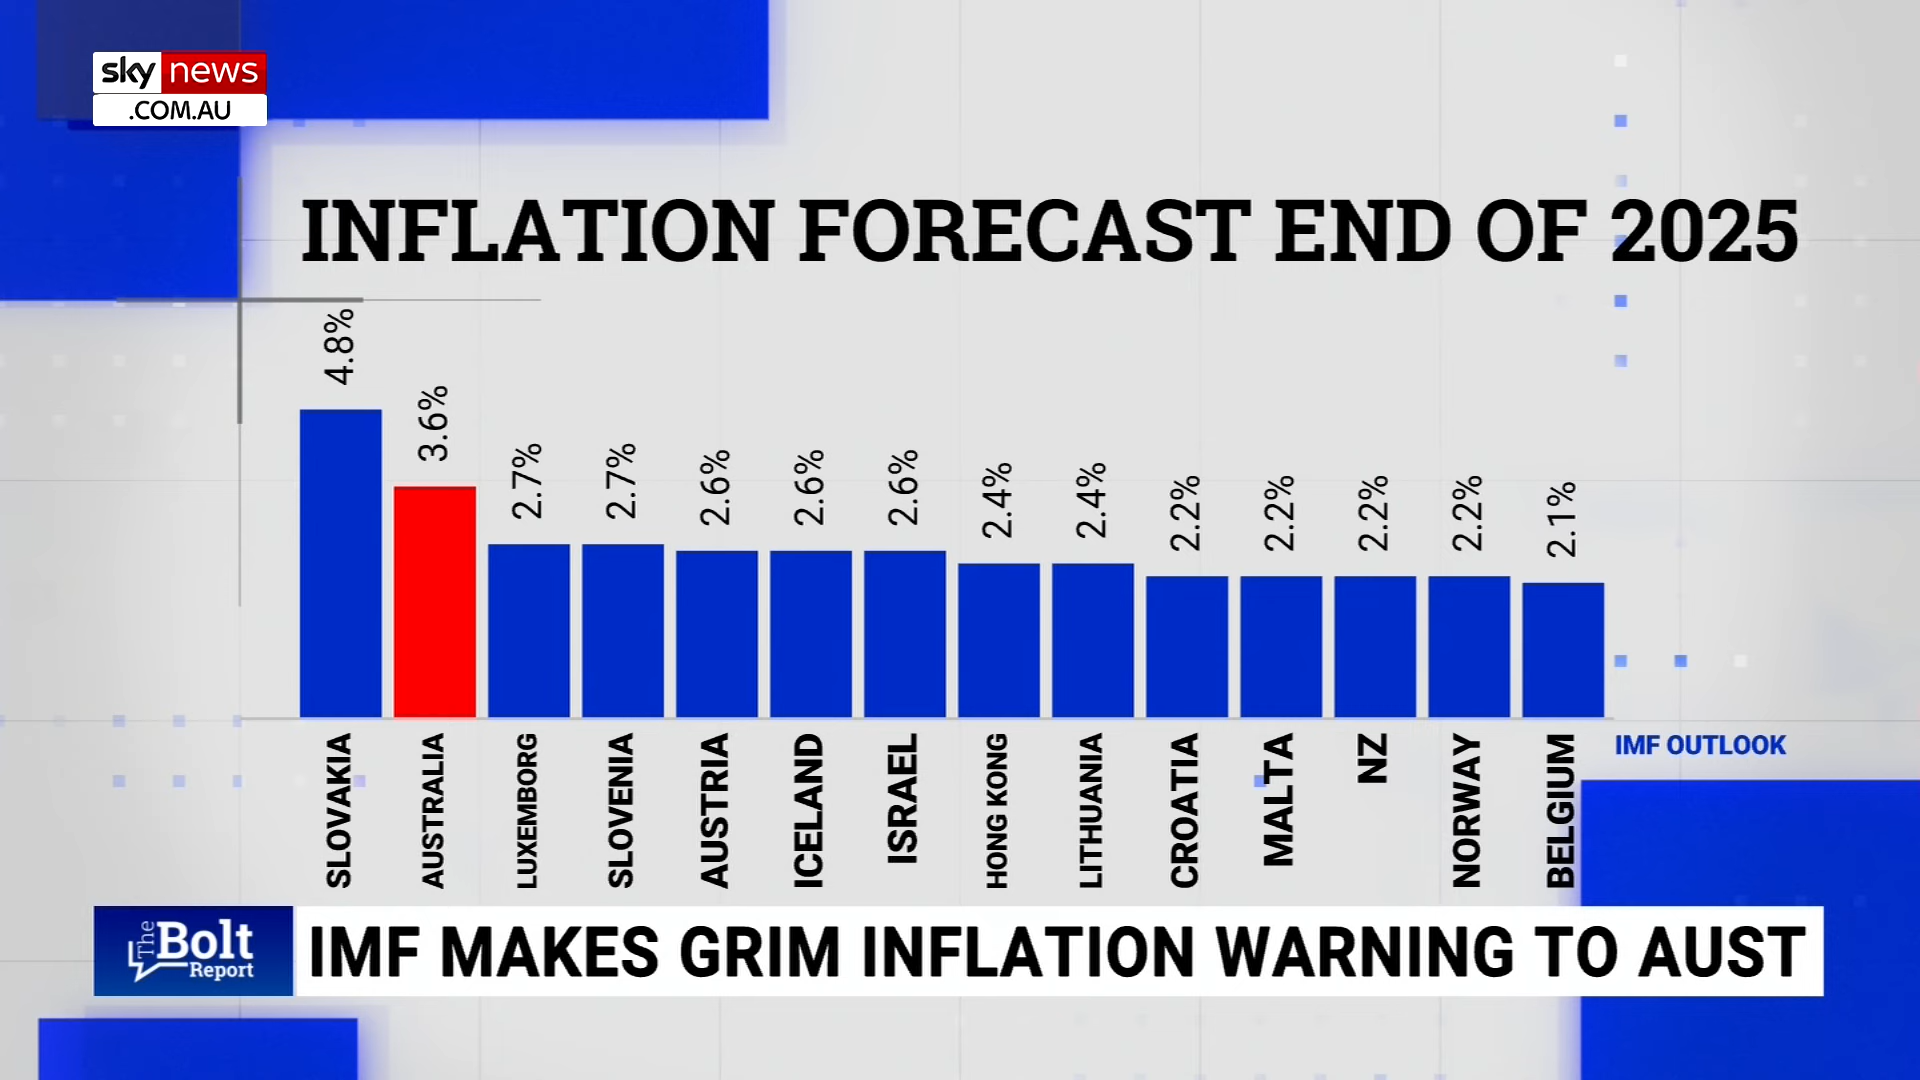 sky news
.COM.AU
INFLATION FORECAST END OF 2025
4.8%
3.6%
2.7%
2.7%
2.6%
2.6%
2.6%
2.4%
2.4%
2.2%
2.2%
2.2%
2.2%
2.1%
SLOVAKIA
AUSTRALIA
LUXEMBORG
SLOVENIA
AUSTRIA
ICELAND
ISRAEL
HONG KONG
LITHUANIA
CROATIA
MALTA
NZ
NORWAY
BELGIUM
IMF OUTLOOK
The Bolt Report
IMF MAKES GRIM INFLATION WARNING TO AUST